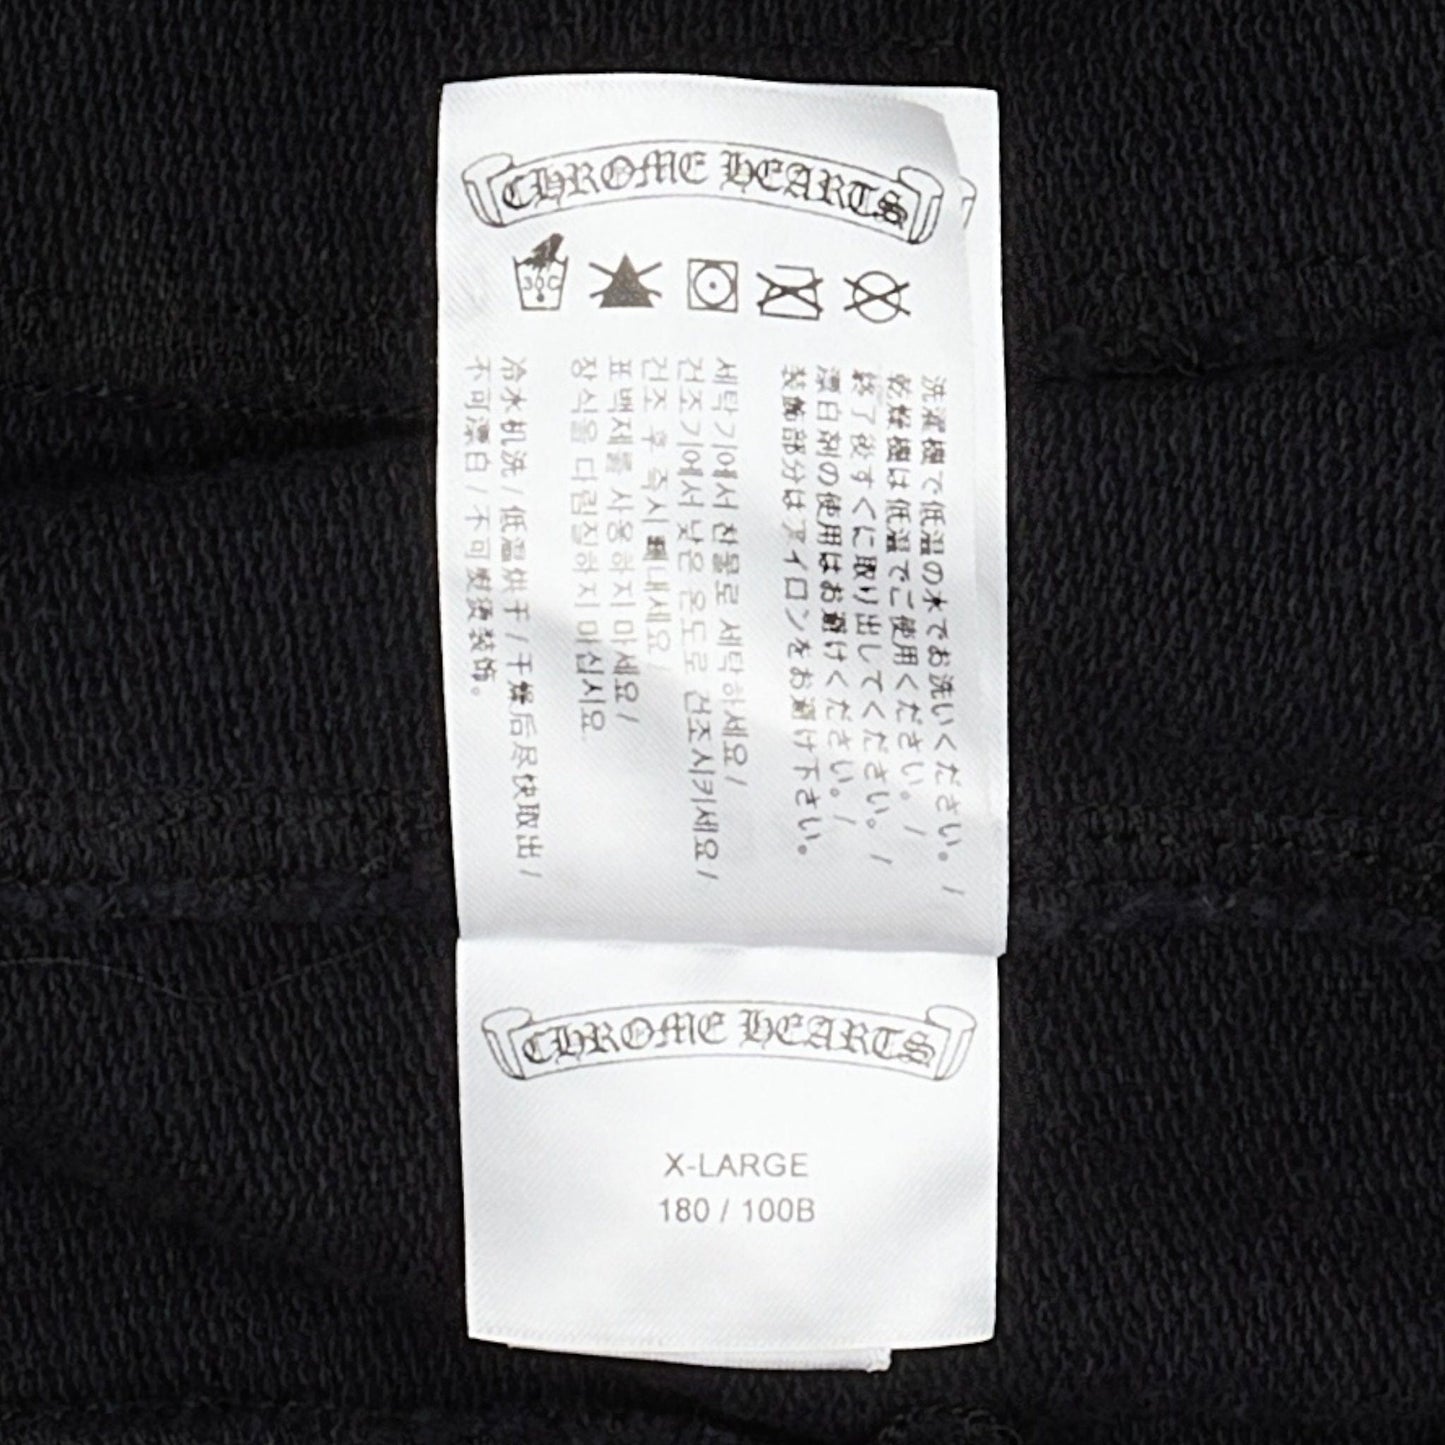 CHROME HEARTS
30C
洗濯機で低温の水でお洗いください。/
乾燥機は低温でご使用ください。/
終了後すぐに取り出してください。/
漂白剤の使用はお避けください。/
装飾部分はアイロンをお避け下さい。
세탁기에서 찬물로 세탁하세요/
건조기에서 낮은 온도로 건조시키세요/
건조 후 즉시 꺼내세요/
표백제를 사용하지 마세요/
장식을 다림질하지 마십시요
冷水机洗/低温烘干/干燥后尽快取出/
不可漂白/不可熨烫装饰。
CHROME HEARTS
X-LARGE
180 / 100B